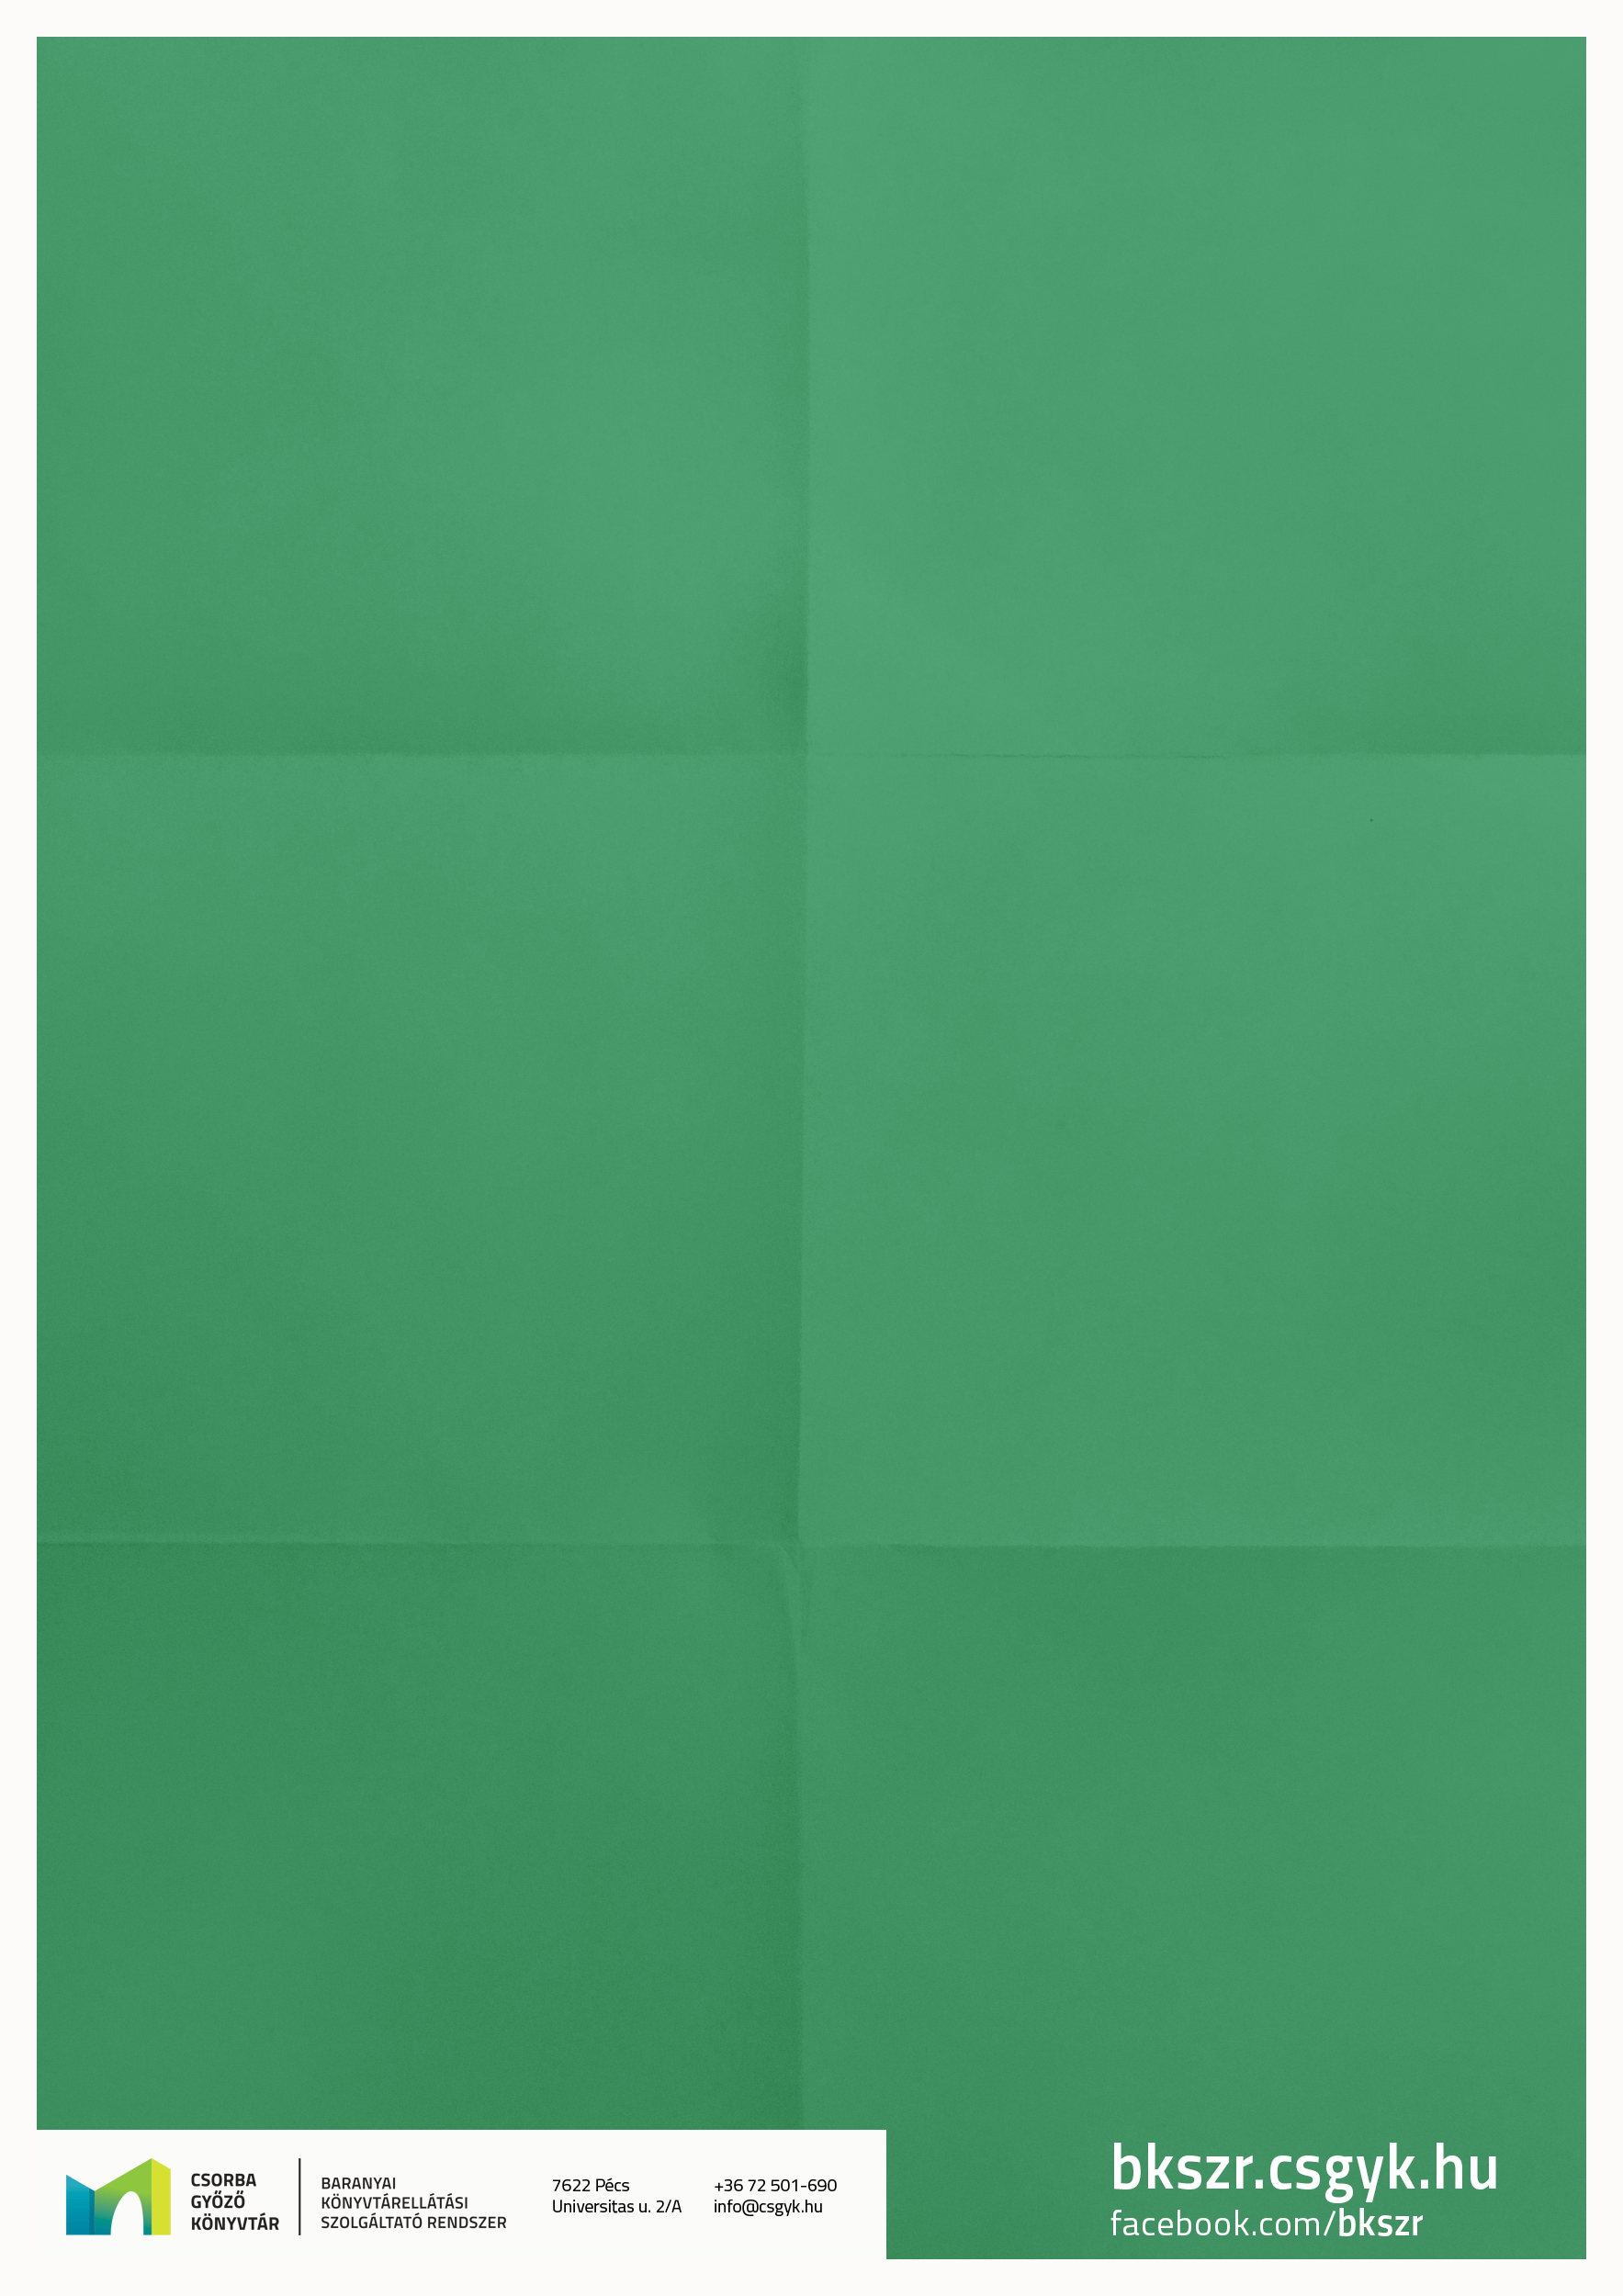 CSORBA
GYŐZŐ
KÖNYVTÁR
BARANYAI
KÖNYVTÁRELLÁTÁSI
SZOLGÁLTATÓ RENDSZER
7622 Pécs
Universitas u. 2/A
+36 72 501-690
info@csgyk.hu
bkszr.csgyk.hu
facebook.com/bkszr